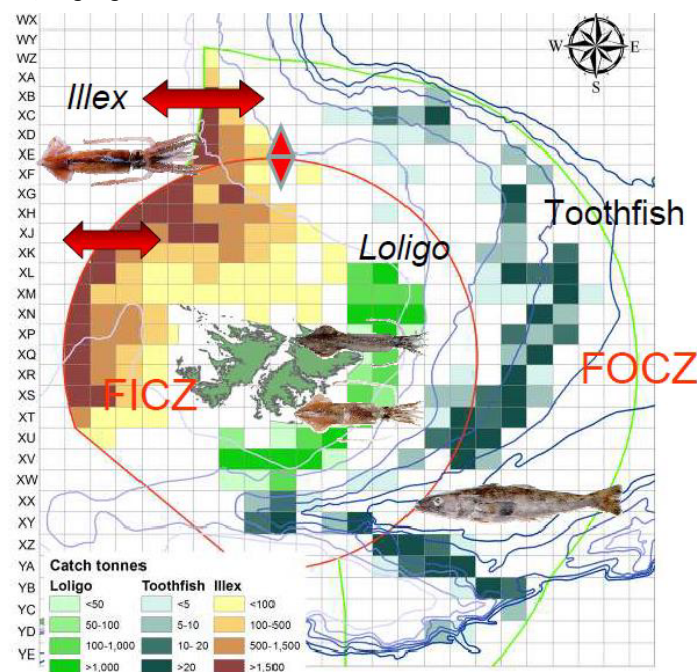 WX
WY
WZ
XA
XB
XC
XD
XE
XF
XG
XH
XJ
XK
XL
XM
XN
XP
XQ
XR
XS
XT
XU
XV
XW
XX
XY
XZ
YA
YB
YC
YD
YE
N
W E
S
Illex
Toothfish
Loligo
FICZ
FOCZ
Catch tonnes
Loligo Toothfish Illex
<50 <5 <100
50-100 5-10 100-500
100-1,000 10- 20 500-1,500
>1,000 >20 >1,500